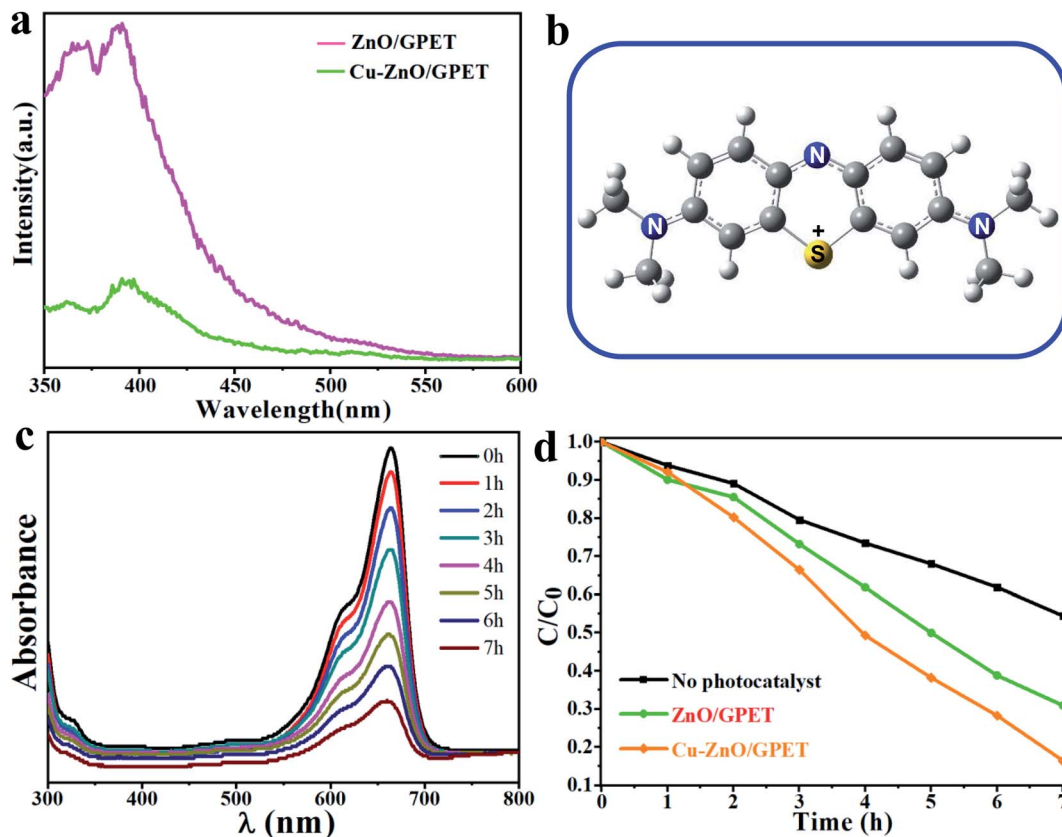 a
ZnO/GPET
Cu-ZnO/GPET
Intensity(a.u.)
350 400 450 500 550 600
Wavelength(nm)
b
N
N
N
+
S
c
0h
1h
2h
3h
4h
5h
6h
7h
Absorbance
300 400 500 600 700 800
λ (nm)
d
1.0
0.9
0.8
0.7
0.6
0.5
0.4
0.3
0.2
0.1
C/C0
No photocatalyst
ZnO/GPET
Cu-ZnO/GPET
0 1 2 3 4 5 6 7
Time (h)